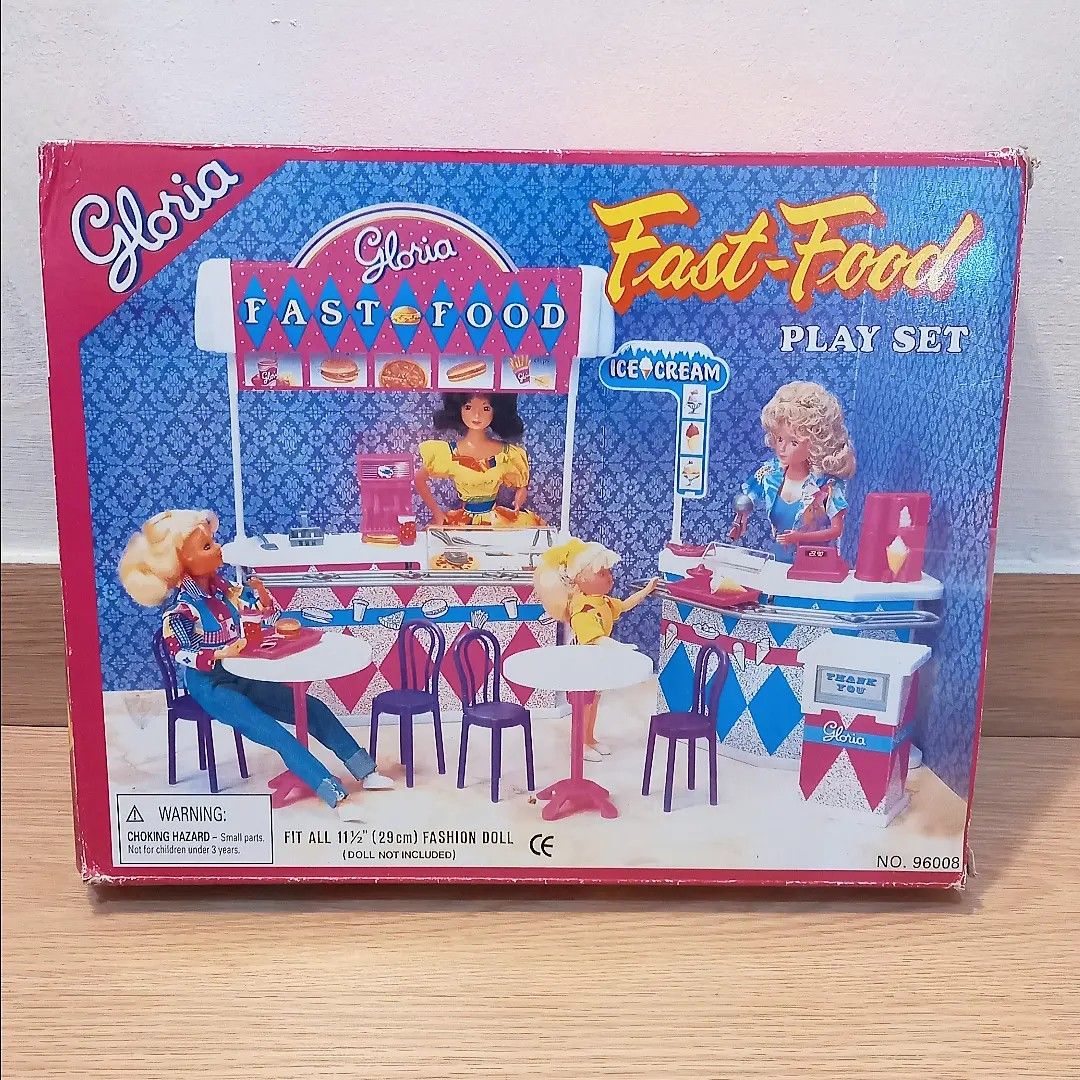 Gloria
Fast-Food
PLAY SET
Gloria
FAST FOOD
ICE CREAM
THANK
YOU
Gloria
WARNING:
CHOKING HAZARD – Small parts.
Not for children under 3 years.
FIT ALL 11½" (29cm) FASHION DOLL
(DOLL NOT INCLUDED)
CE
NO. 96008